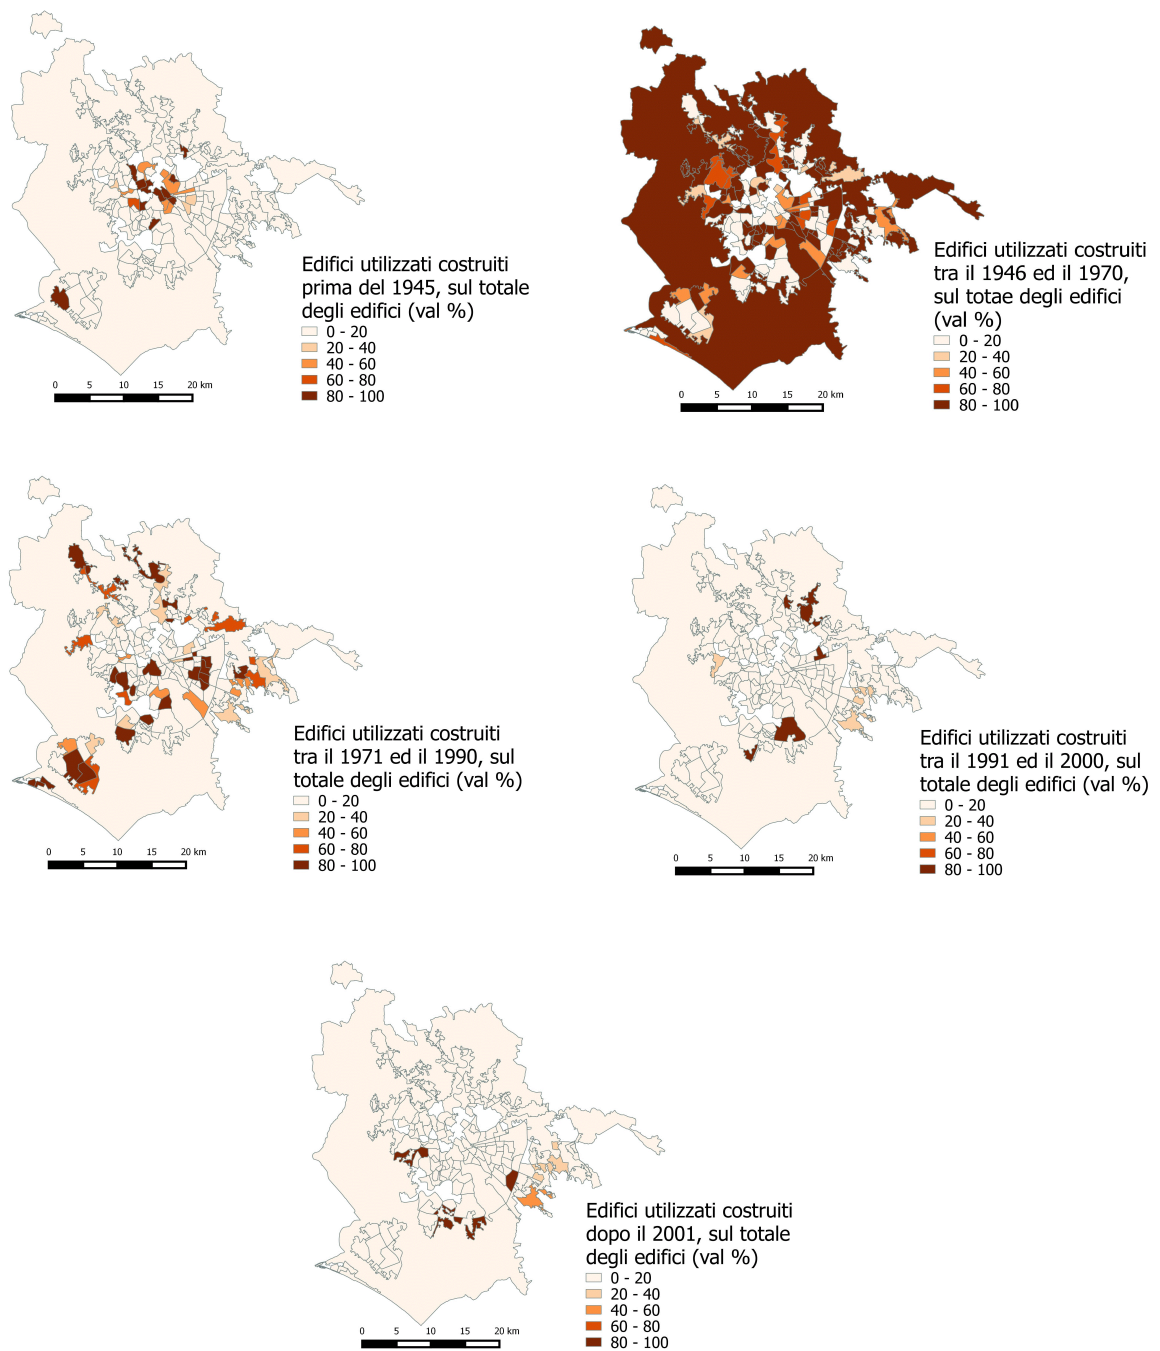 Edifici utilizzati costruiti
prima del 1945, sul totale
degli edifici (val %)
0 - 20
20 - 40
40 - 60
60 - 80
80 - 100
0 5 10 15 20 km
Edifici utilizzati costruiti
tra il 1946 ed il 1970,
sul totae degli edifici
(val %)
0 - 20
20 - 40
40 - 60
60 - 80
80 - 100
0 5 10 15 20 km
Edifici utilizzati costruiti
tra il 1971 ed il 1990, sul
totale degli edifici (val %)
0 - 20
20 - 40
40 - 60
60 - 80
80 - 100
0 5 10 15 20 km
Edifici utilizzati costruiti
tra il 1991 ed il 2000, sul
totale degli edifici (val %)
0 - 20
20 - 40
40 - 60
60 - 80
80 - 100
0 5 10 15 20 km
Edifici utilizzati costruiti
dopo il 2001, sul totale
degli edifici (val %)
0 - 20
20 - 40
40 - 60
60 - 80
80 - 100
0 5 10 15 20 km